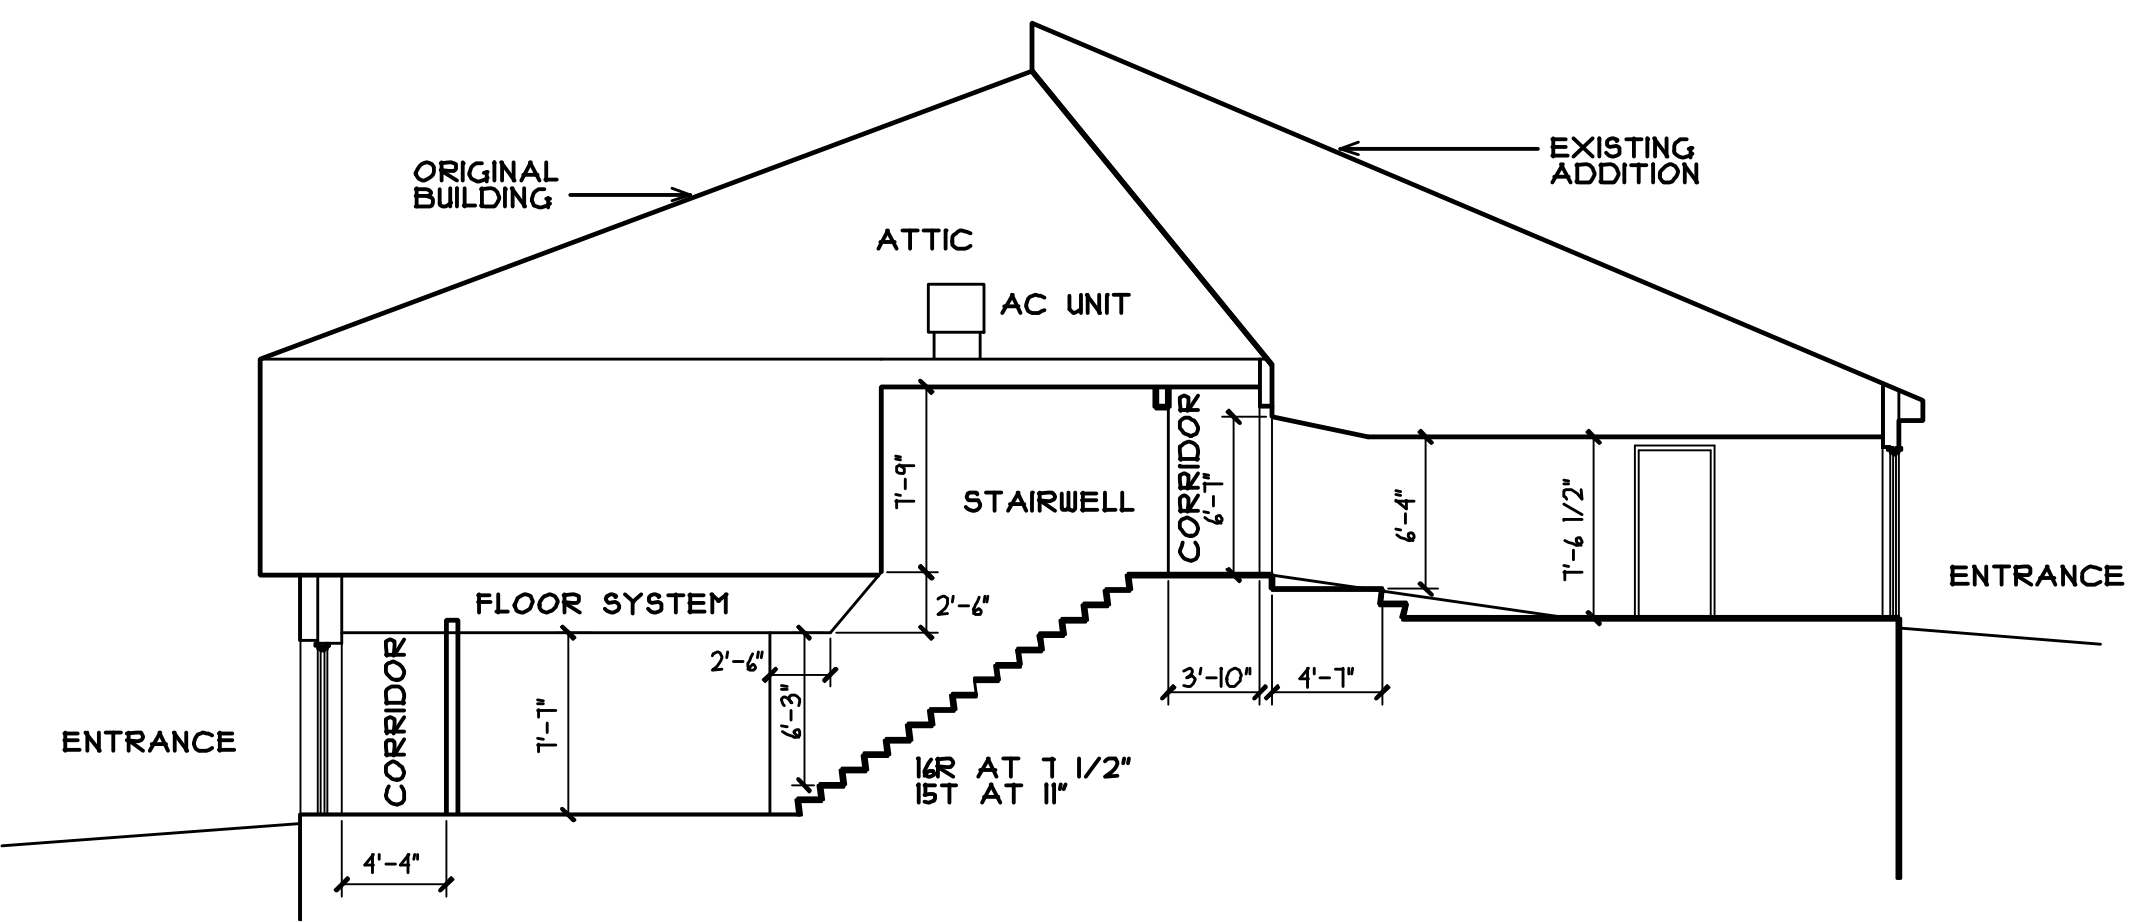 EXISTING
ADDITION
ORIGINAL
BUILDING
ATTIC
AC UNIT
CORRIDOR
7'-9"
STAIRWELL
6'-7"
6'-4"
7'-6 1/2"
ENTRANCE
FLOOR SYSTEM
2'-6"
CORRIDOR
2'-6"
6'-3"
3'-10"
4'-7"
7'-7"
ENTRANCE
16R AT 7 1/2"
15T AT 11"
4'-4"